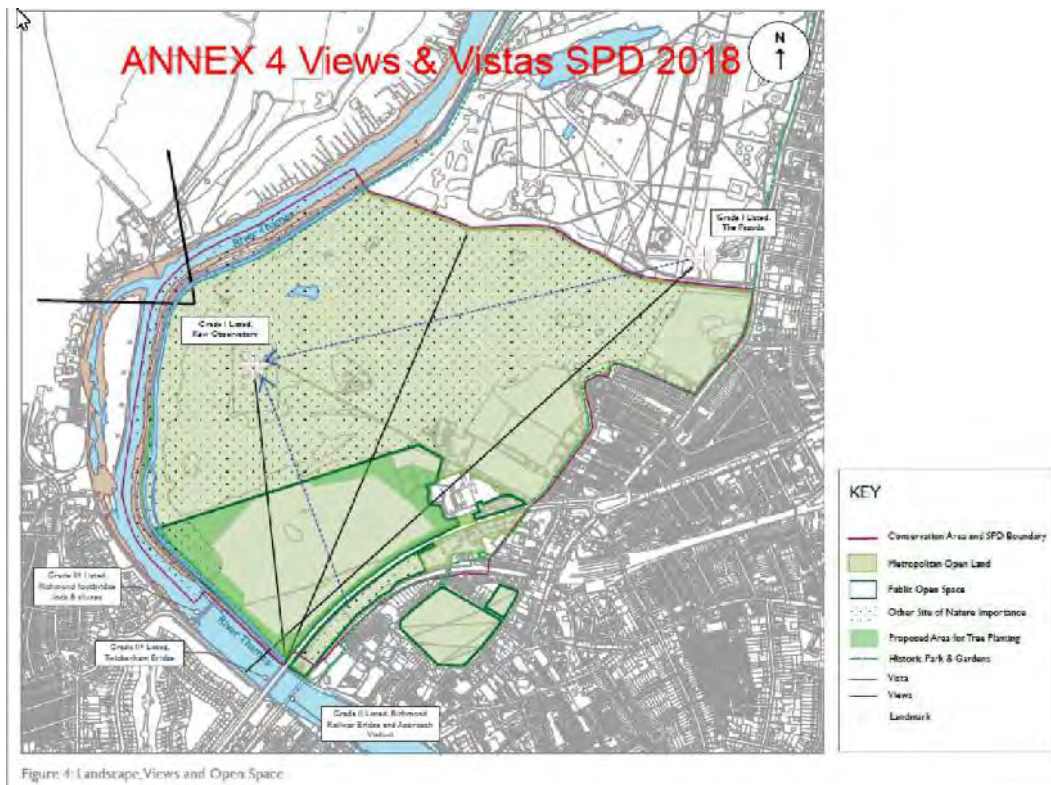 ANNEX 4 Views & Vistas SPD 2018
N
Grade I Listed,
The Pagoda
River Thames
Grade I Listed,
Kew Observatory
Grade II* Listed,
Richmond Footbridge
lock & sluices
Grade II* Listed,
Twickenham Bridge
River Thames
Grade II Listed, Richmond
Railway Bridge and Approach
Viaduct
KEY
Conservation Area and SPD Boundary
Metropolitan Open Land
Public Open Space
Other Site of Nature Importance
Proposed Area for Tree Planting
Historic Park & Gardens
Vista
Views
Landmark
Figure 4: Landscape, Views and Open Space